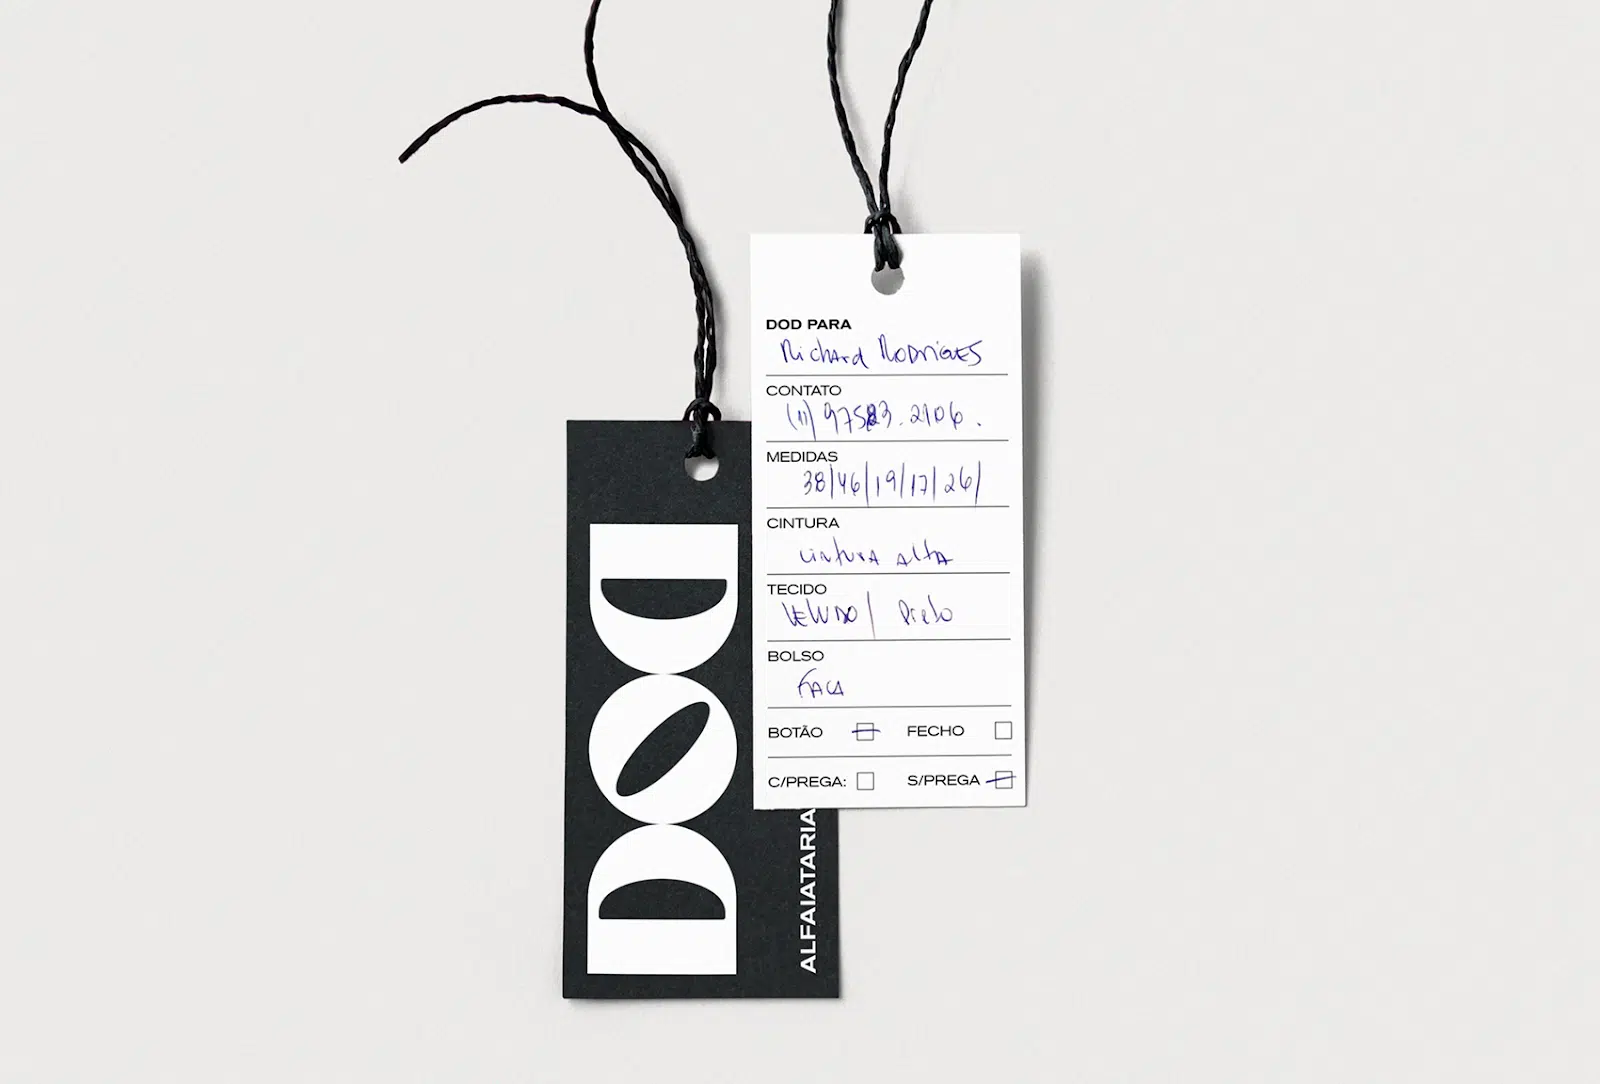 DOD
ALFAIATARIA
DOD PARA
Richard Rodrigues
CONTATO
(11) 97583.2106.
MEDIDAS
38/46/19/17/26/
CINTURA
cintura alta
TECIDO
VELUDO/ Preto
BOLSO
FACA
BOTÃO FECHO
C/PREGA: S/PREGA